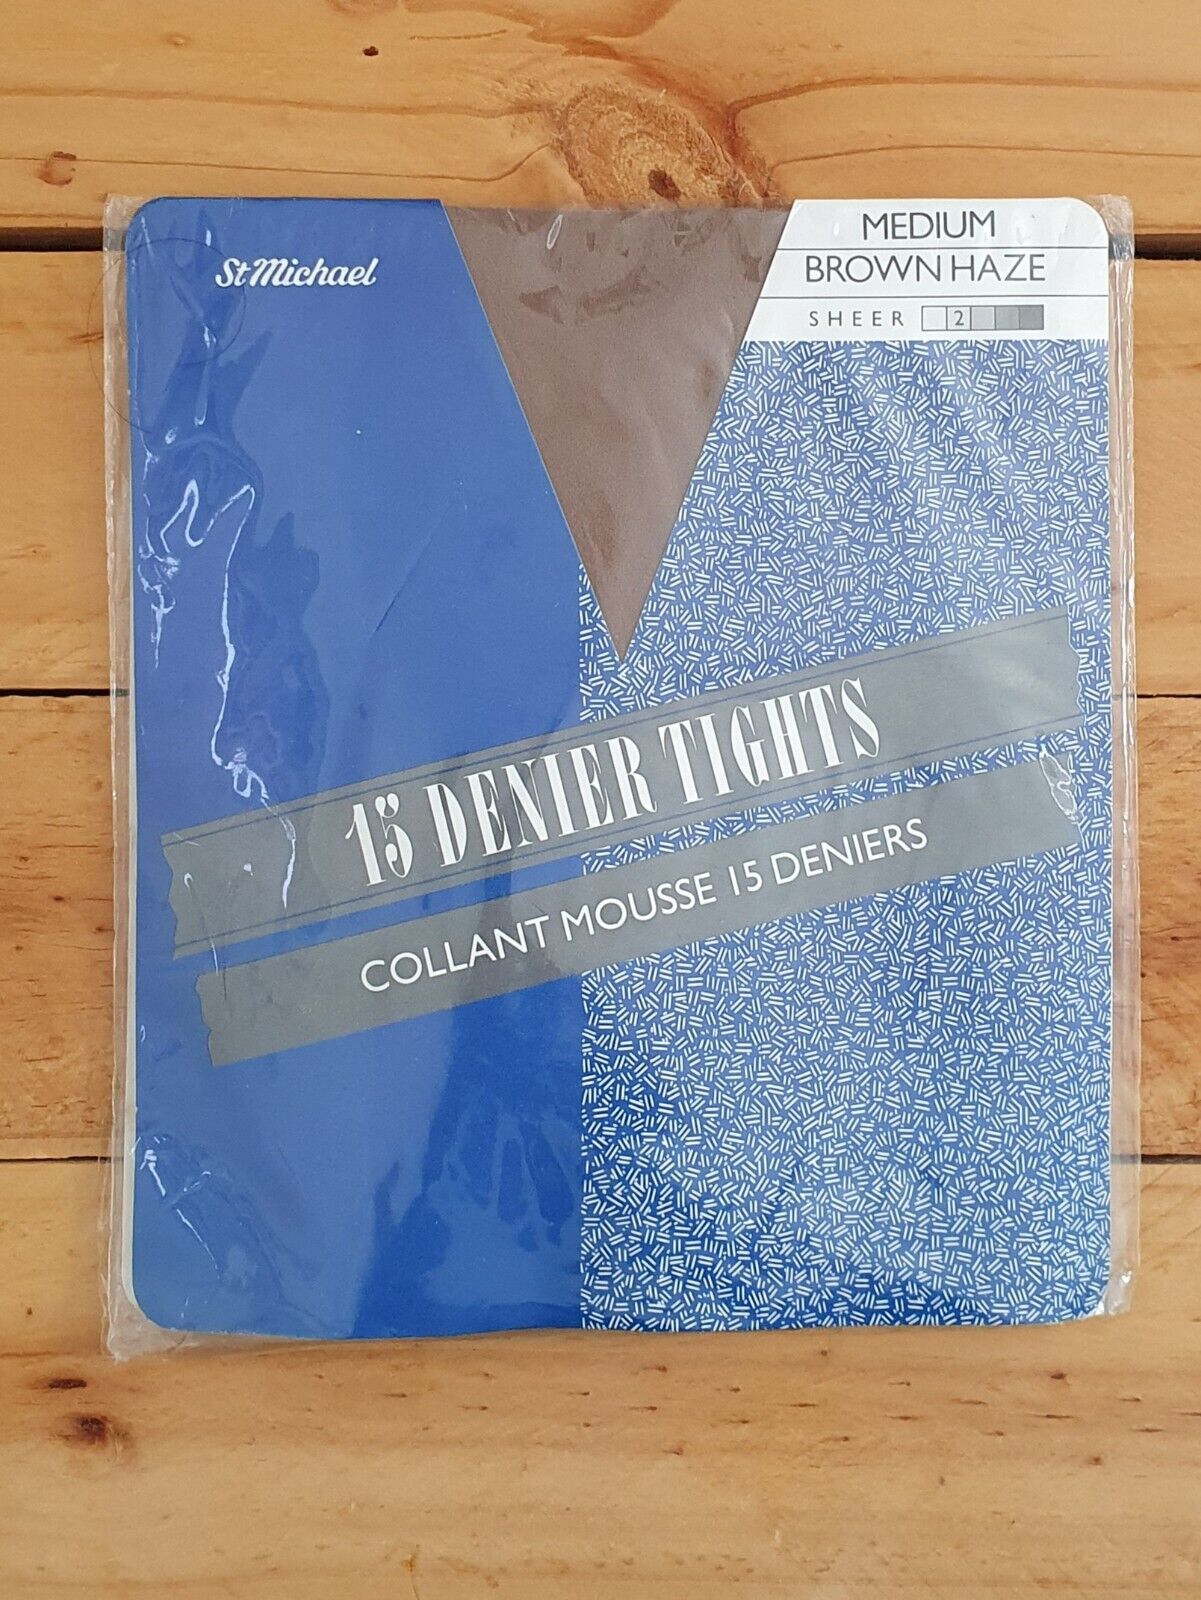 St Michael
MEDIUM
BROWN HAZE
SHEER 2
15 DENIER TIGHTS
COLLANT MOUSSE 15 DENIERS